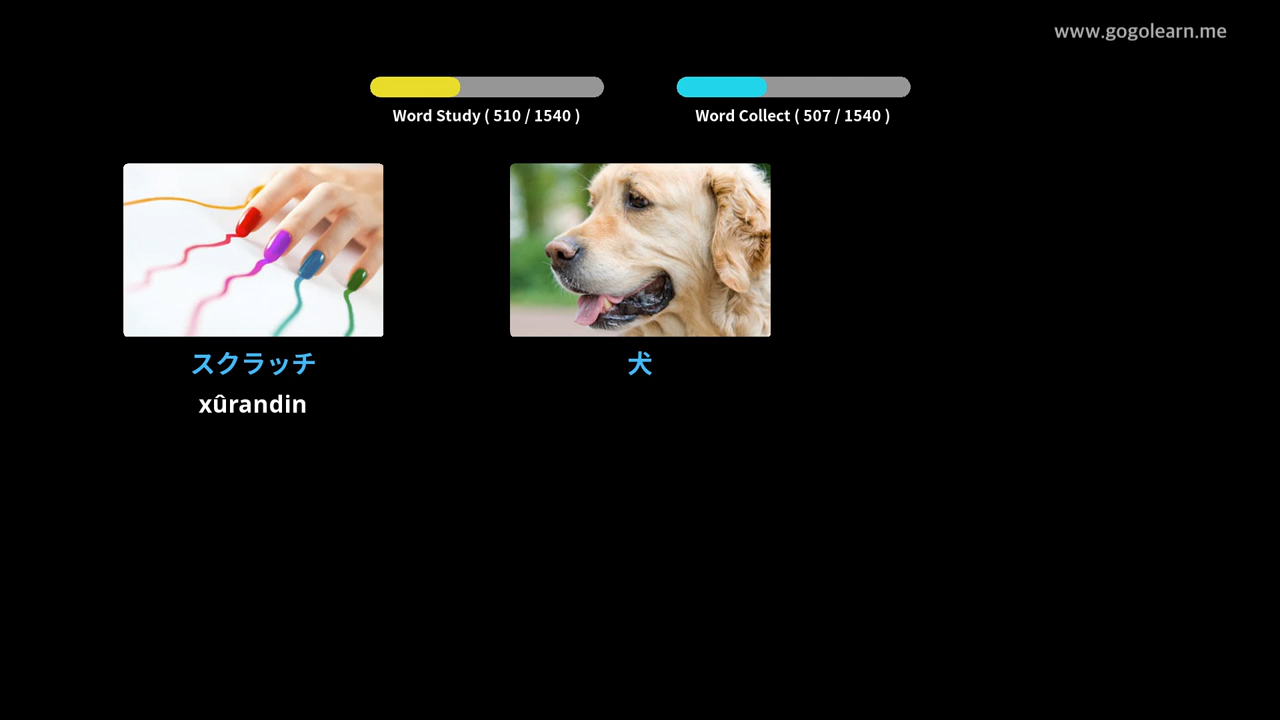 www.gogolearn.me
Word Study ( 510 / 1540 )
Word Collect ( 507 / 1540 )
スクラッチ
犬
xûrandin